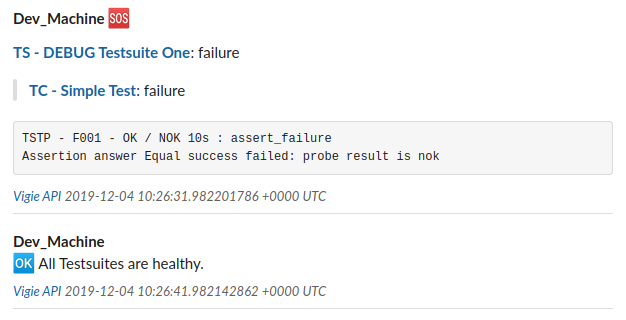 Dev_Machine 🆘
TS - DEBUG Testsuite One: failure
TC - Simple Test: failure
TSTP - F001 - OK / NOK 10s : assert_failure
Assertion answer Equal success failed: probe result is nok
Vigie API 2019-12-04 10:26:31.982201786 +0000 UTC
Dev_Machine
🆗 All Testsuites are healthy.
Vigie API 2019-12-04 10:26:41.982142862 +0000 UTC